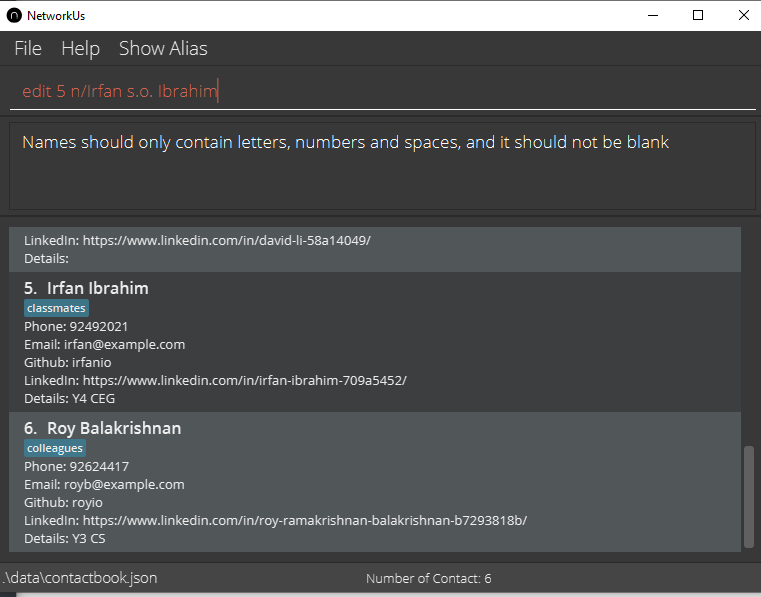 NetworkUs
File Help Show Alias
edit 5 n/Irfan s.o. Ibrahim
Names should only contain letters, numbers and spaces, and it should not be blank
LinkedIn: https://www.linkedin.com/in/david-li-58a14049/
Details:
5. Irfan Ibrahim
classmates
Phone: 92492021
Email: irfan@example.com
Github: irfanio
LinkedIn: https://www.linkedin.com/in/irfan-ibrahim-709a5452/
Details: Y4 CEG
6. Roy Balakrishnan
colleagues
Phone: 92624417
Email: royb@example.com
Github: royio
LinkedIn: https://www.linkedin.com/in/roy-ramakrishnan-balakrishnan-b7293818b/
Details: Y3 CS
.\data\contactbook.json Number of Contact: 6